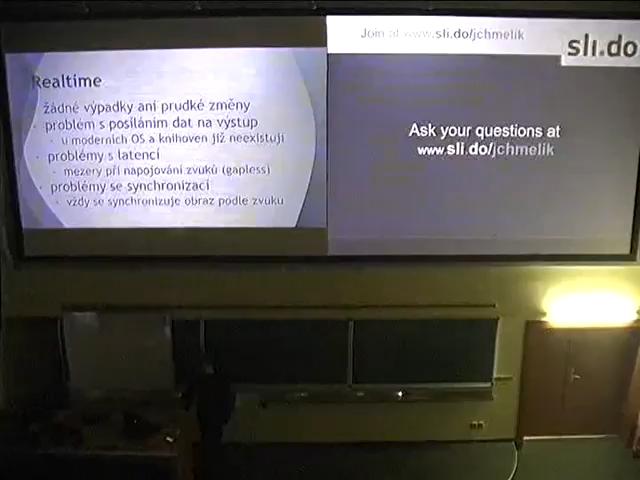 Realtime
žádné výpadky ani prudké změny
problém s posíláním dat na výstup
u moderních OS a knihoven již neexistují
problémy s latencí
mezery při napojování zvuků (gapless)
problémy se synchronizací
vždy se synchronizuje obraz podle zvuku
Join at www.sli.do/jchmelik
sli.do
Ask your questions at
www.sli.do/jchmelik